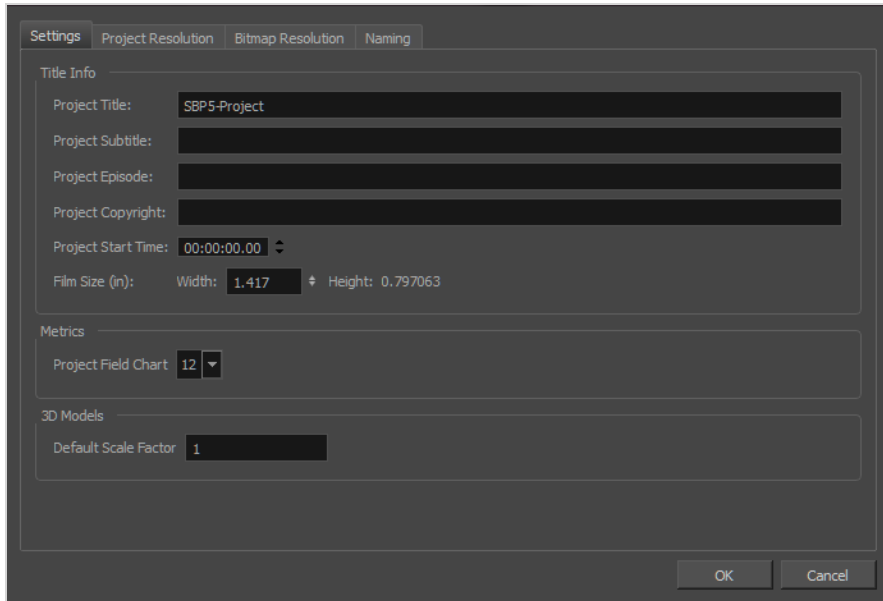 Settings Project Resolution Bitmap Resolution Naming
Title Info
Project Title: SBP5-Project
Project Subtitle:
Project Episode:
Project Copyright:
Project Start Time: 00:00:00.00
Film Size (in): Width: 1.417 Height: 0.797063
Metrics
Project Field Chart 12
3D Models
Default Scale Factor 1
OK Cancel